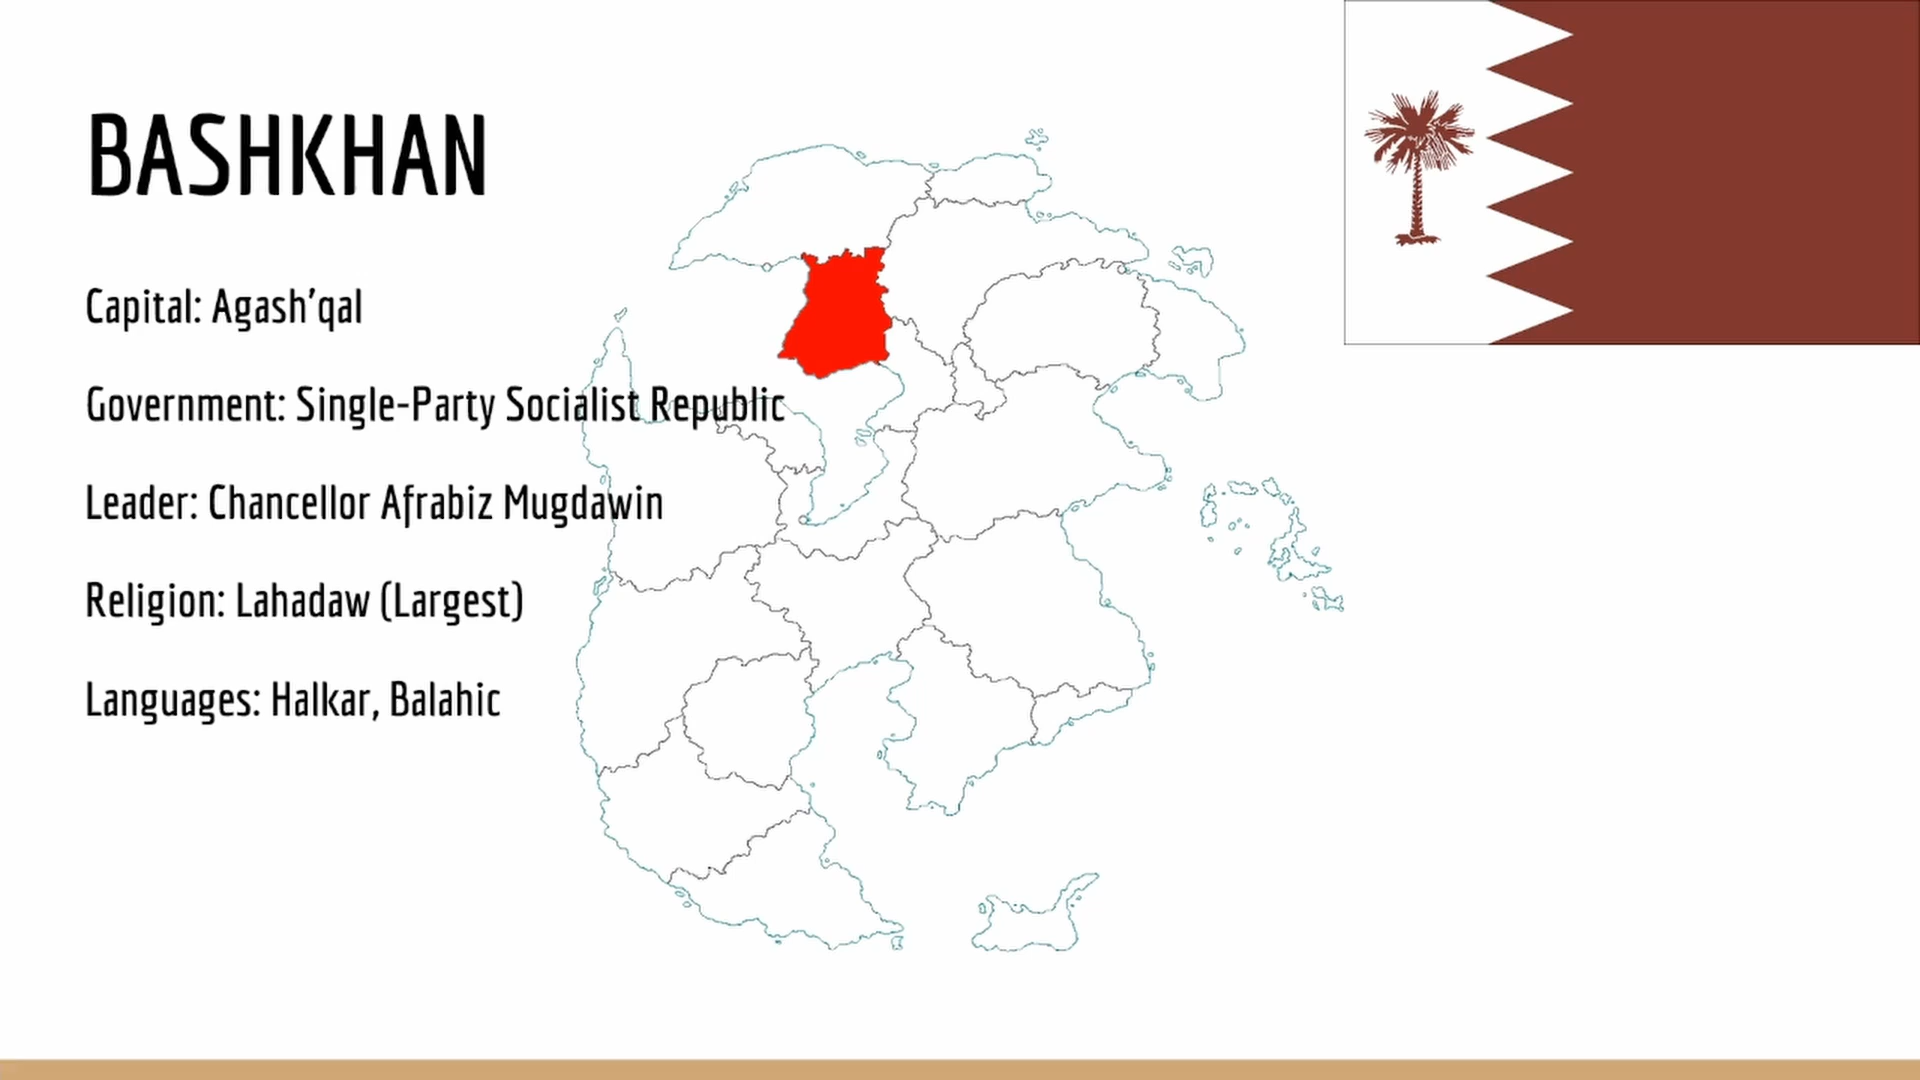 BASHKHAN
Capital: Agash'qal
Government: Single-Party Socialist Republic
Leader: Chancellor Afrabiz Mugdawin
Religion: Lahadaw (Largest)
Languages: Halkar, Balahic